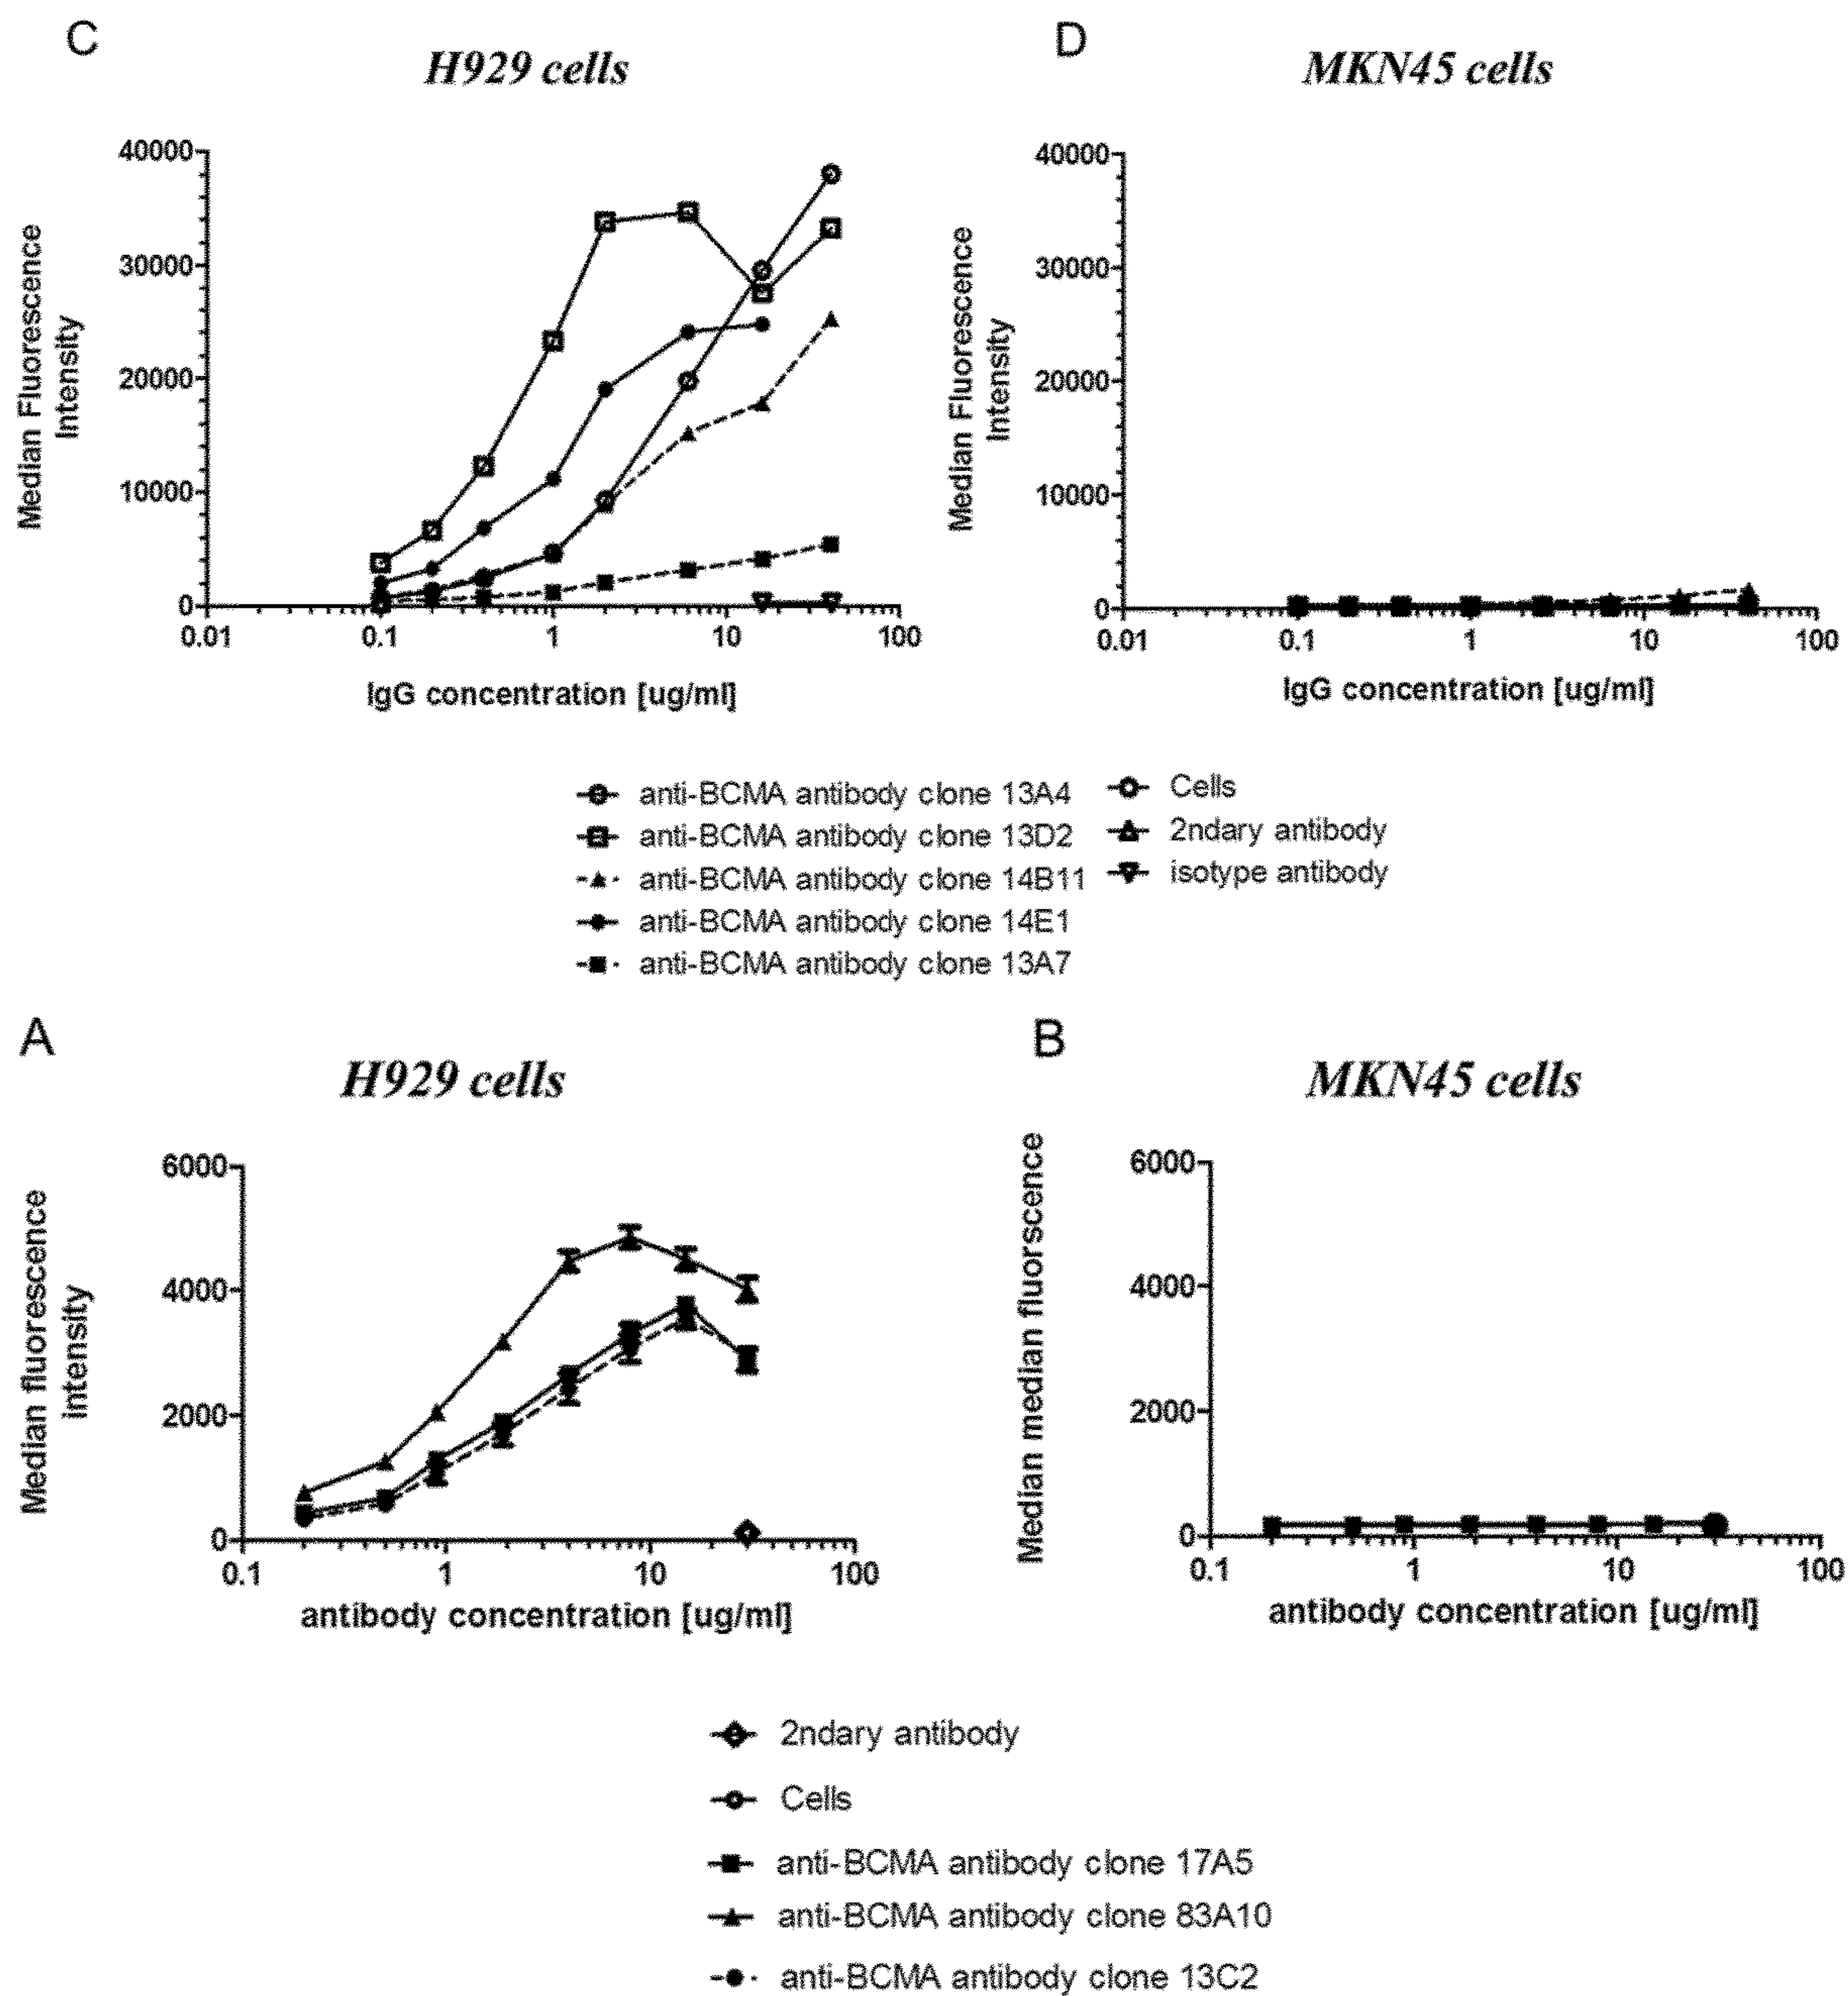 C
H929 cells
Median Fluorescence
Intensity
40000
30000
20000
10000
0
0.01
0.1
1
10
100
IgG concentration [ug/ml]
D
MKN45 cells
Median Fluorescence
Intensity
40000
30000
20000
10000
0
0.01
0.1
1
10
100
IgG concentration [ug/ml]
anti-BCMA antibody clone 13A4
anti-BCMA antibody clone 13D2
anti-BCMA antibody clone 14B11
anti-BCMA antibody clone 14E1
anti-BCMA antibody clone 13A7
Cells
2ndary antibody
isotype antibody
A
H929 cells
Median fluorescence
intensity
6000
4000
2000
0
0.1
1
10
100
antibody concentration [ug/ml]
B
MKN45 cells
Median median fluorscence
6000
4000
2000
0
0.1
1
10
100
antibody concentration [ug/ml]
2ndary antibody
Cells
anti-BCMA antibody clone 17A5
anti-BCMA antibody clone 83A10
anti-BCMA antibody clone 13C2